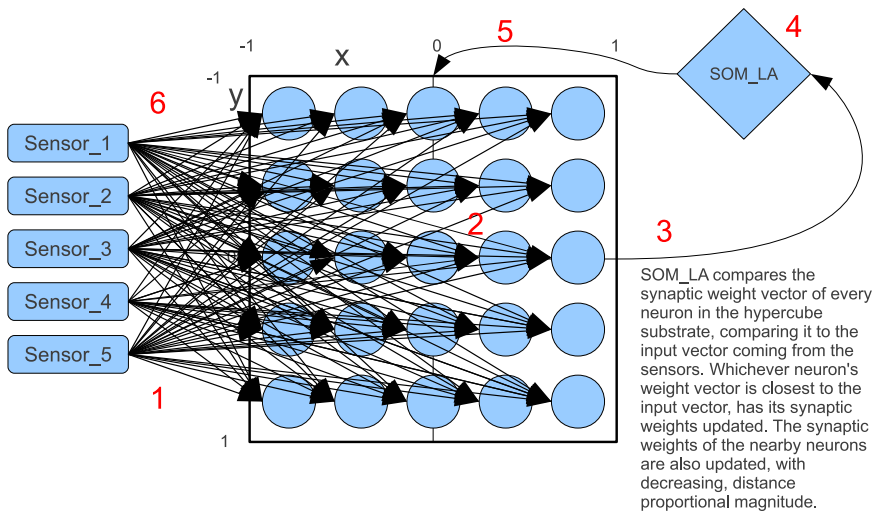 5
4
-1
0
1
x
SOM_LA
-1
6
y
Sensor_1
Sensor_2
Sensor_3
2
3
Sensor_4
Sensor_5
1
1
SOM_LA compares the
synaptic weight vector of every
neuron in the hypercube
substrate, comparing it to the
input vector coming from the
sensors. Whichever neuron's
weight vector is closest to the
input vector, has its synaptic
weights updated. The synaptic
weights of the nearby neurons
are also updated, with
decreasing, distance
proportional magnitude.